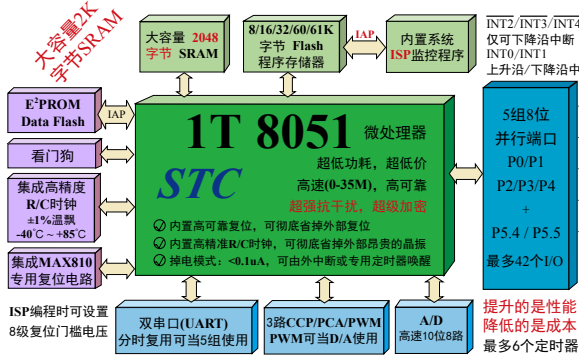 大容量2K
字节SRAM
大容量 2048
字节 SRAM
8/16/32/60/61K
字节 Flash
程序存储器
IAP
内置系统
ISP监控程序
INT2/INT3/INT4
仅可下降沿中断
INT0/INT1
上升沿/下降沿中
E²PROM
Data Flash
IAP
看门狗
集成高精度
R/C时钟
±1%温飘
-40℃~+85℃
集成MAX810
专用复位电路
1T 8051 微处理器
STC
超低功耗，超低价
高速(0-35M)，高可靠
超强抗干扰，超级加密
内置高可靠复位，可彻底省掉外部复位
内置高精准R/C时钟，可彻底省掉外部昂贵的晶振
掉电模式：<0.1uA，可由外中断或专用定时器唤醒
5组8位
并行端口
P0/P1
P2/P3/P4
+
P5.4 / P5.5
最多42个I/O
ISP编程时可设置
8级复位门槛电压
双串口(UART)
分时复用可当5组使用
3路CCP/PCA/PWM
PWM可当D/A使用
A/D
高速10位8路
提升的是性能
降低的是成本
最多6个定时器